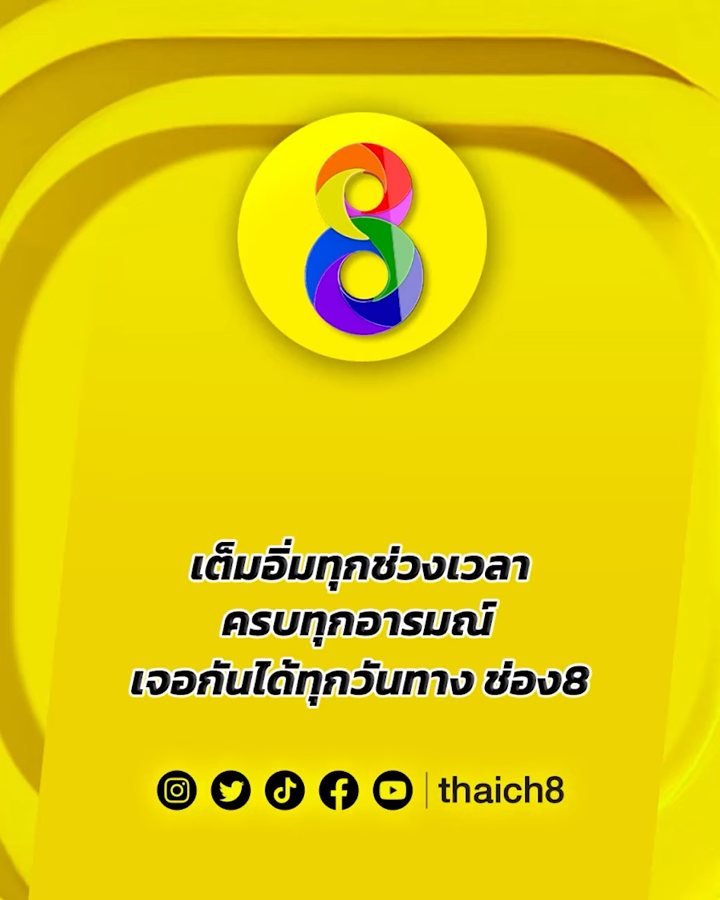 8
เต็มอิ่มทุกช่วงเวลา
ครบทุกอารมณ์
เจอกันได้ทุกวันทาง ช่อง8
thaich8